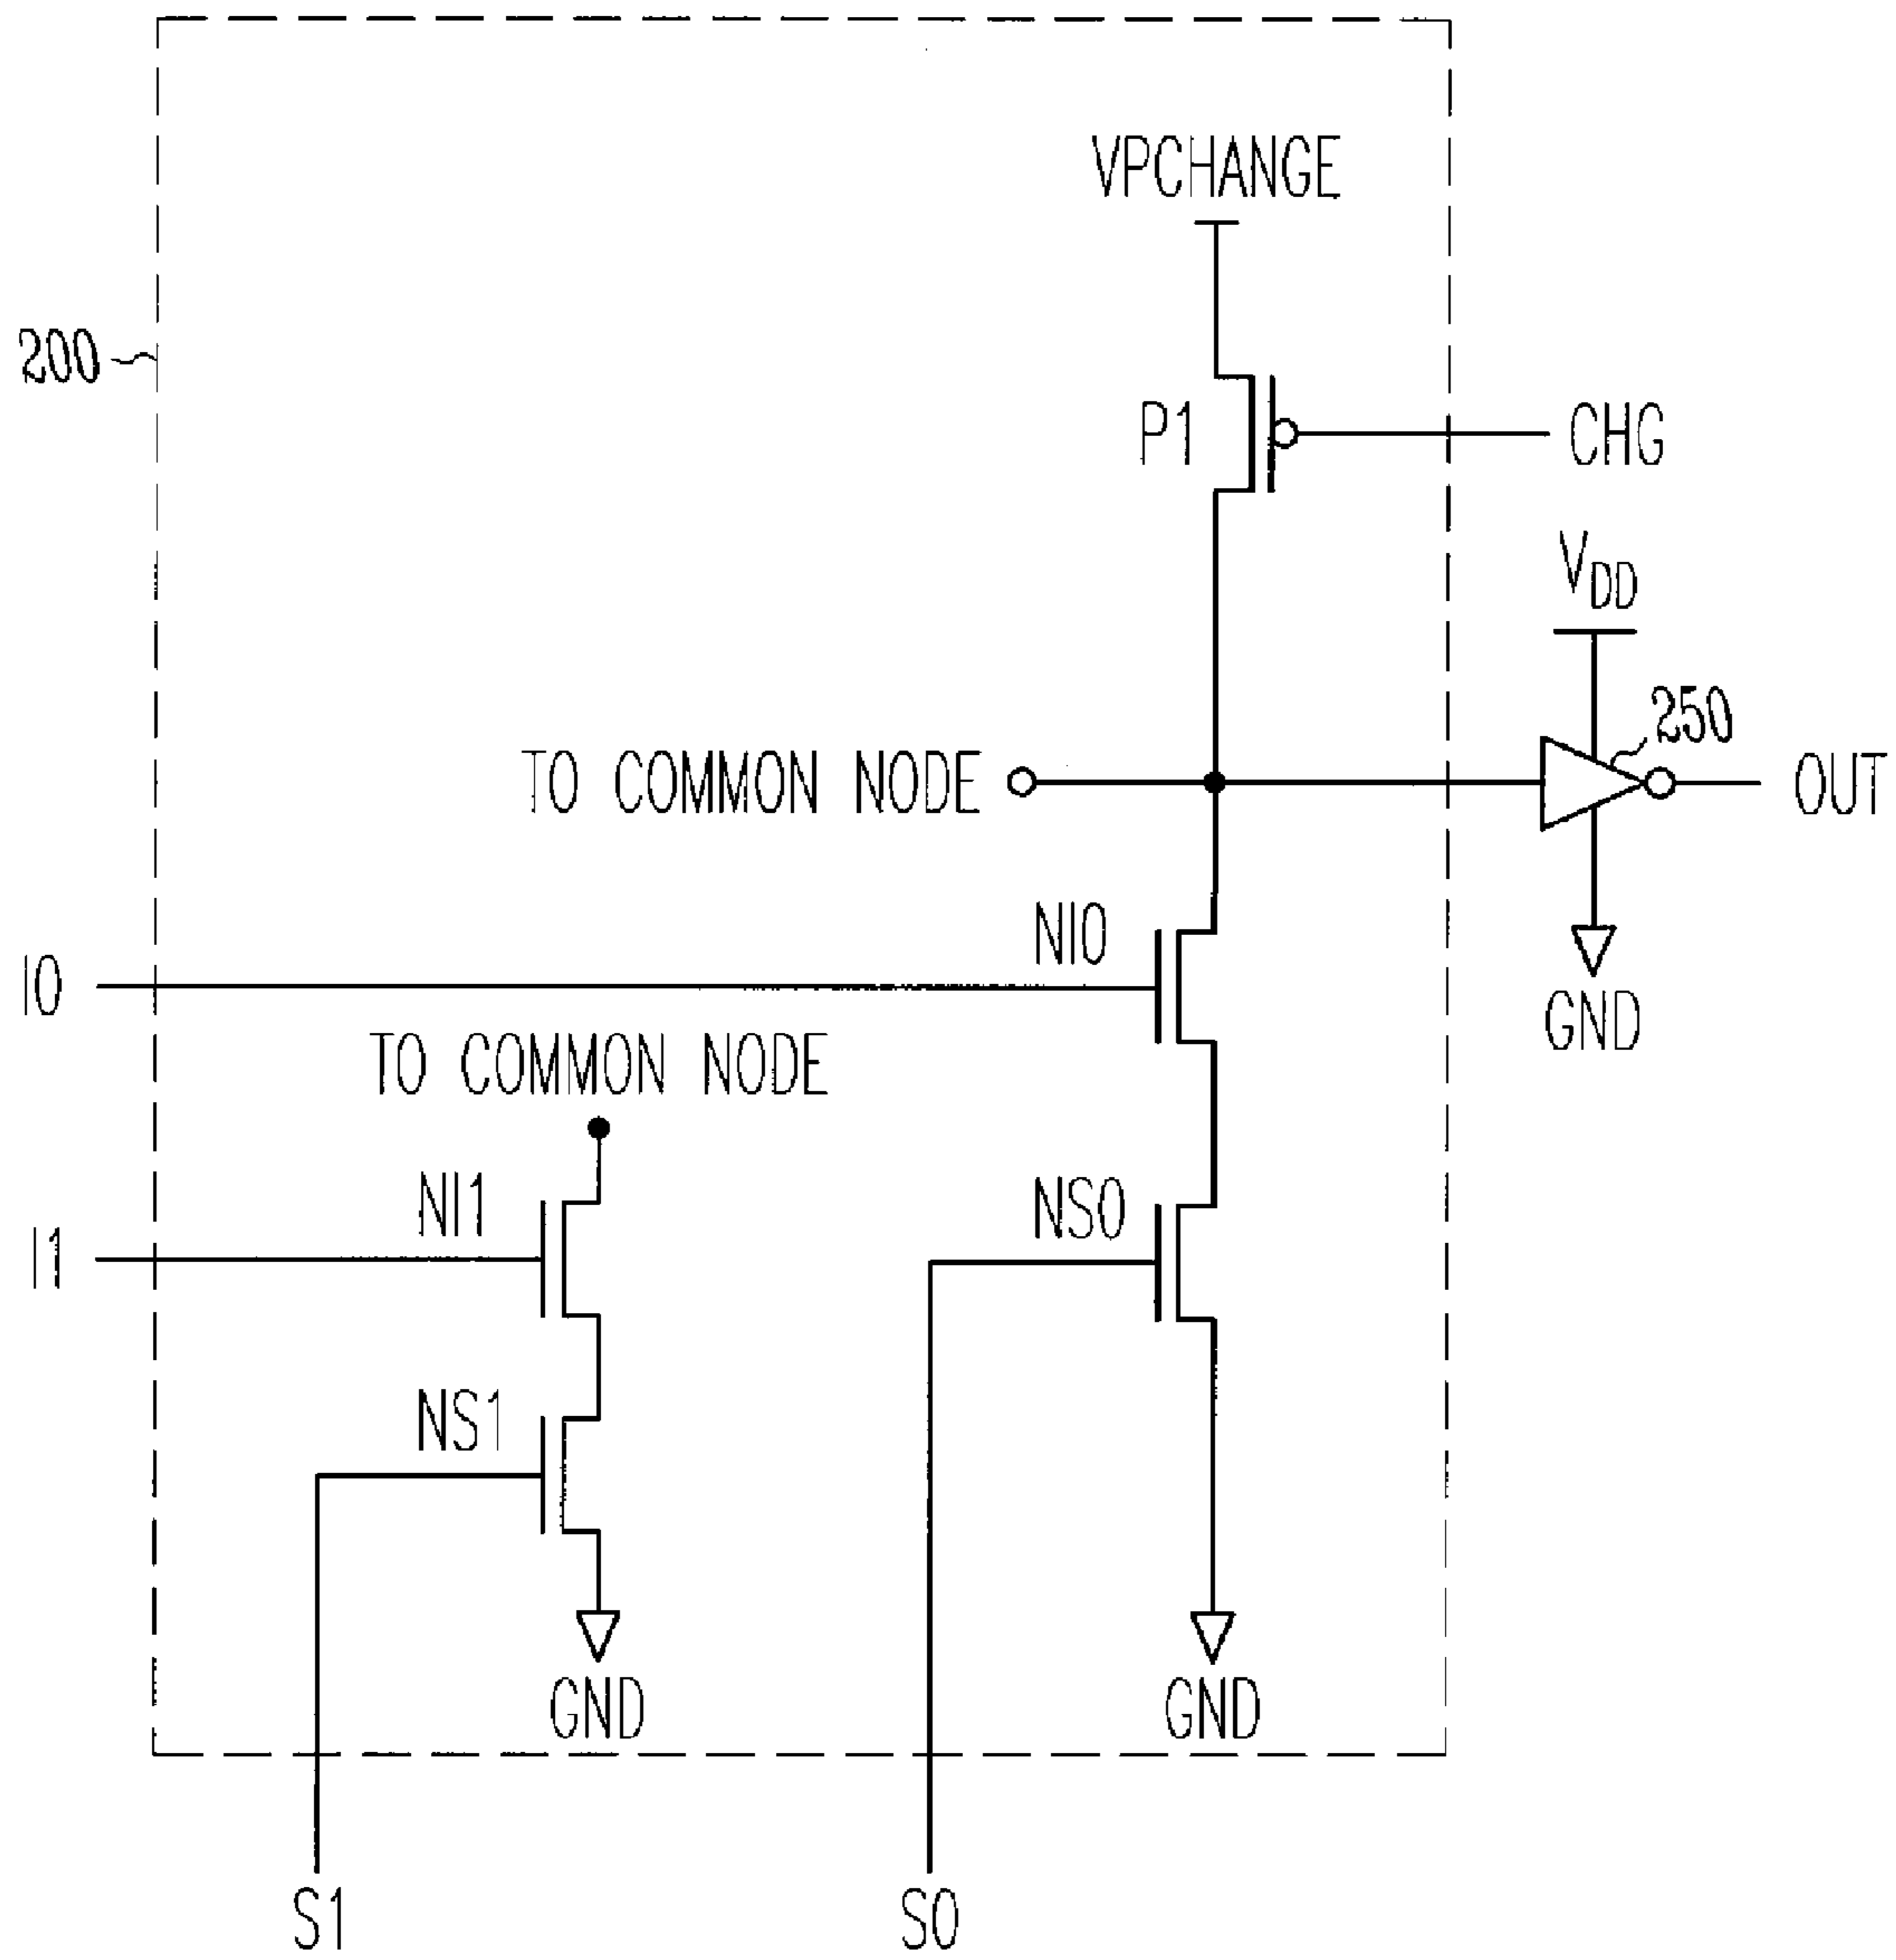 VPCHANGE
200
P1
CHG
VDD
250
TO COMMON NODE
OUT
NI0
I0
GND
TO COMMON NODE
NI1
NS0
I1
NS1
GND
GND
S1
S0